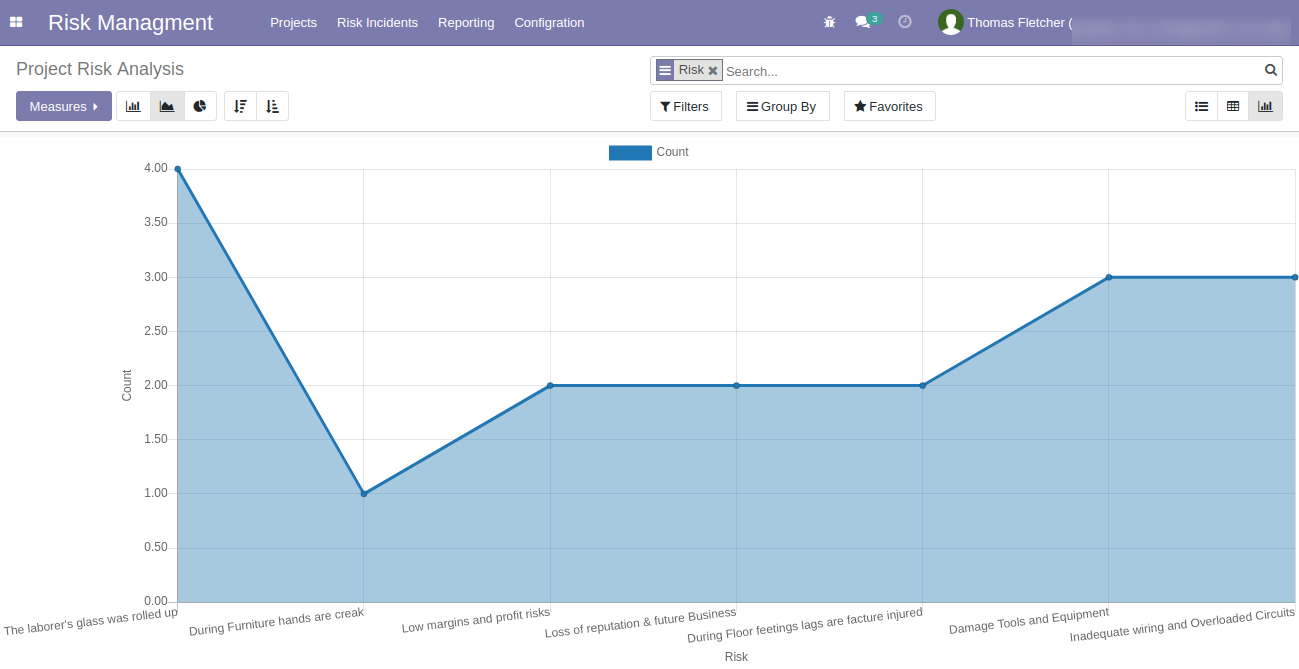 Risk Managment
Projects Risk Incidents Reporting Configration
3
Thomas Fletcher (
Project Risk Analysis
Risk Search...
Measures
Filters Group By Favorites
Count
4.00
3.50
3.00
2.50
2.00
1.50
1.00
0.50
0.00
Count
The laborer's glass was rolled up
During Furniture hands are creak
Low margins and profit risks
Loss of reputation & future Business
During Floor feetings lags are facture injured
Damage Tools and Equipment
Inadequate wiring and Overloaded Circuits
Risk